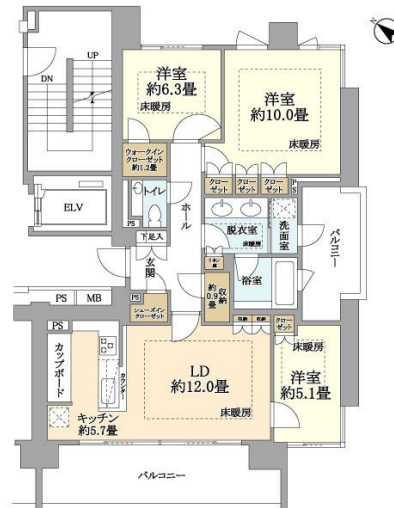 UP
DN
洋室
約6.3畳
床暖房
洋室
約10.0畳
床暖房
ウォークイン
クローゼット
約1.2畳
トイレ
PS
ホール
クロー
ゼット
クロー
ゼット
クロー
ゼット
PS
ELV
下足入
玄関
脱衣室
床暖房
洗面室
バルコニー
浴室
PS
MB
PS
シューズイン
クローゼット
約0.9畳
収納
収納
収納
クロー
ゼット
PS
カップボード
カウンター
LD
約12.0畳
床暖房
キッチン
約5.7畳
床暖房
洋室
約5.1畳
バルコニー